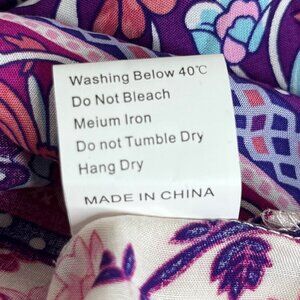 Washing Below 40℃
Do Not Bleach
Meium Iron
Do not Tumble Dry
Hang Dry
MADE IN CHINA